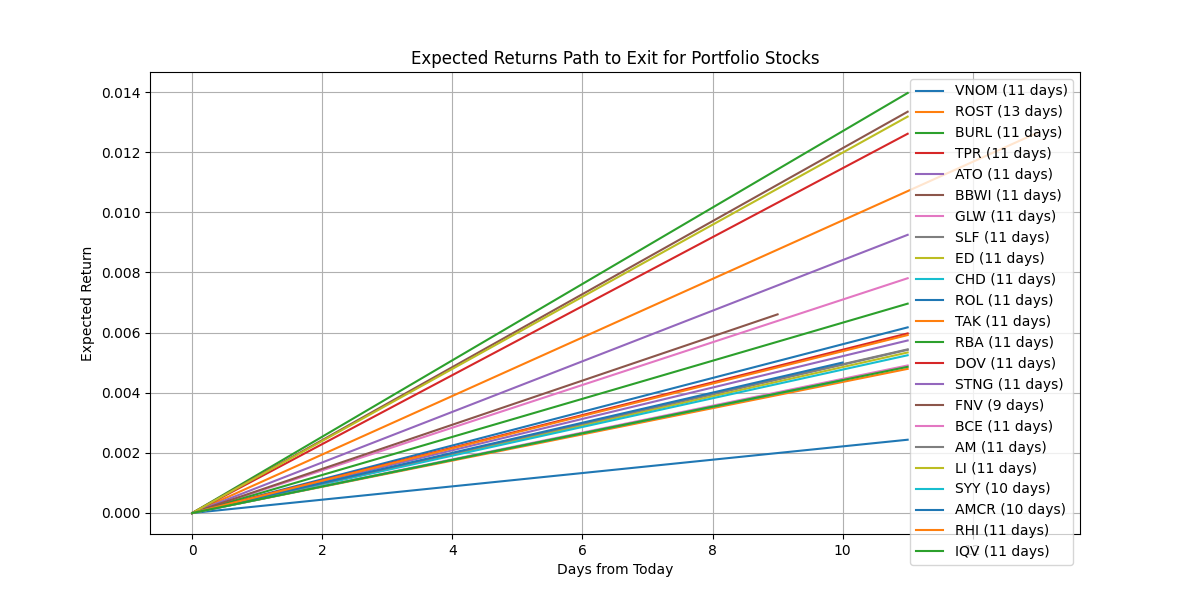 Expected Returns Path to Exit for Portfolio Stocks
Expected Return
0.014
0.012
0.010
0.008
0.006
0.004
0.002
0.000
0
2
4
6
8
10
Days from Today
VNOM (11 days)
ROST (13 days)
BURL (11 days)
TPR (11 days)
ATO (11 days)
BBWI (11 days)
GLW (11 days)
SLF (11 days)
ED (11 days)
CHD (11 days)
ROL (11 days)
TAK (11 days)
RBA (11 days)
DOV (11 days)
STNG (11 days)
FNV (9 days)
BCE (11 days)
AM (11 days)
LI (11 days)
SYY (10 days)
AMCR (10 days)
RHI (11 days)
IQV (11 days)